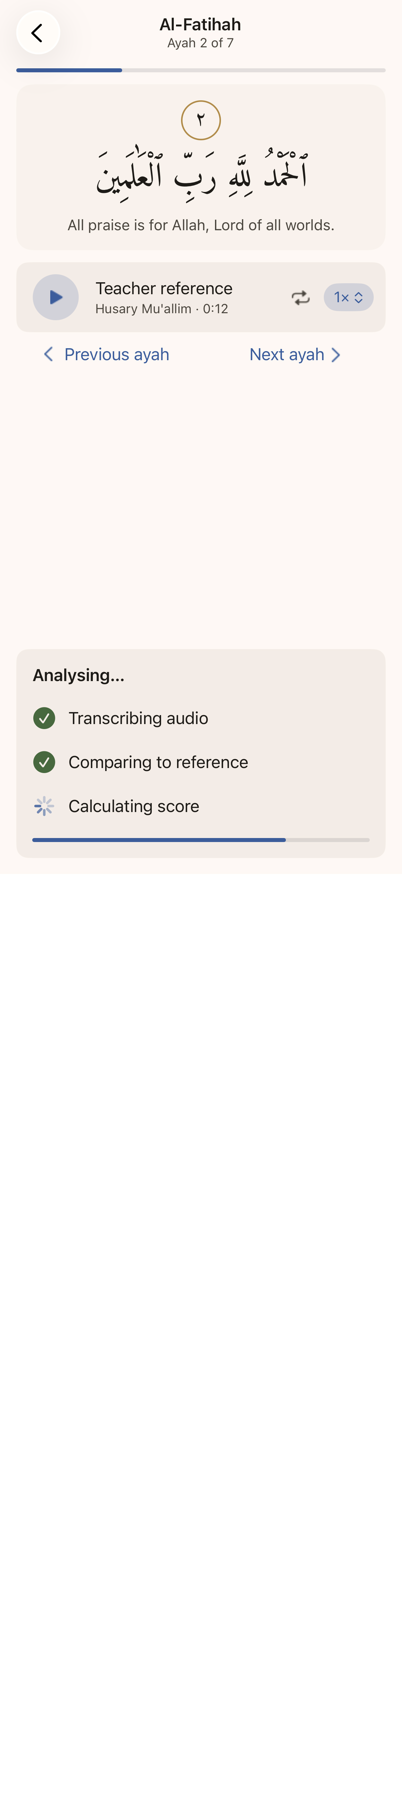 Al-Fatihah
Ayah 2 of 7
٢
ٱلْحَمْدُ لِلَّهِ رَبِّ ٱلْعَٰلَمِينَ
All praise is for Allah, Lord of all worlds.
Teacher reference
Husary Mu'allim · 0:12
1×
Previous ayah
Next ayah
Analysing...
Transcribing audio
Comparing to reference
Calculating score